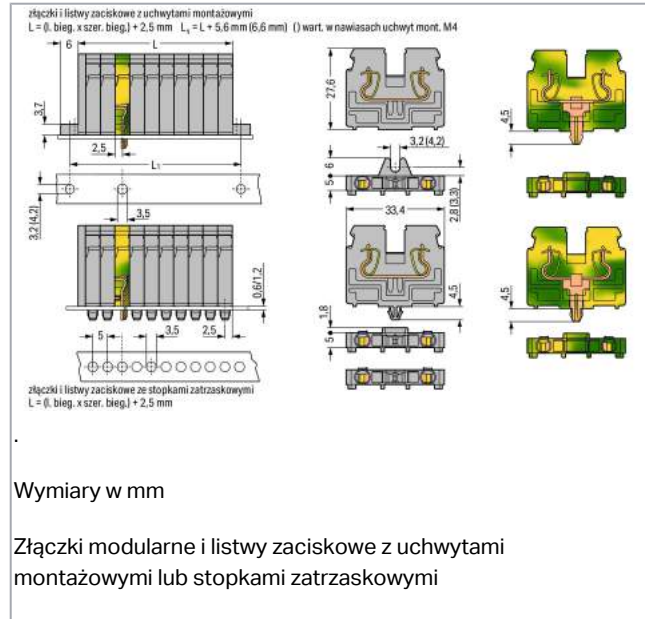 złączki i listwy zaciskowe z uchwytami montażowymi
L = (l. bieg. x szer. bieg.) + 2,5 mm L₁ = L + 5,6 mm (6,6 mm) ( ) wart. w nawiasach uchwyt mont. M4
6
L
3,7
2,5
L₁
3,2 (4,2)
3,5
0,6/1,2
5
3,5
2,5
złączki i listwy zaciskowe ze stopkami zatrzaskowymi
L = (l. bieg. x szer. bieg.) + 2,5 mm
27,6
3,2 (4,2)
6
5
2,8 (3,3)
33,4
4,5
1,8
5
4,5
4,5
.
Wymiary w mm
Złączki modularne i listwy zaciskowe z uchwytami
montażowymi lub stopkami zatrzaskowymi